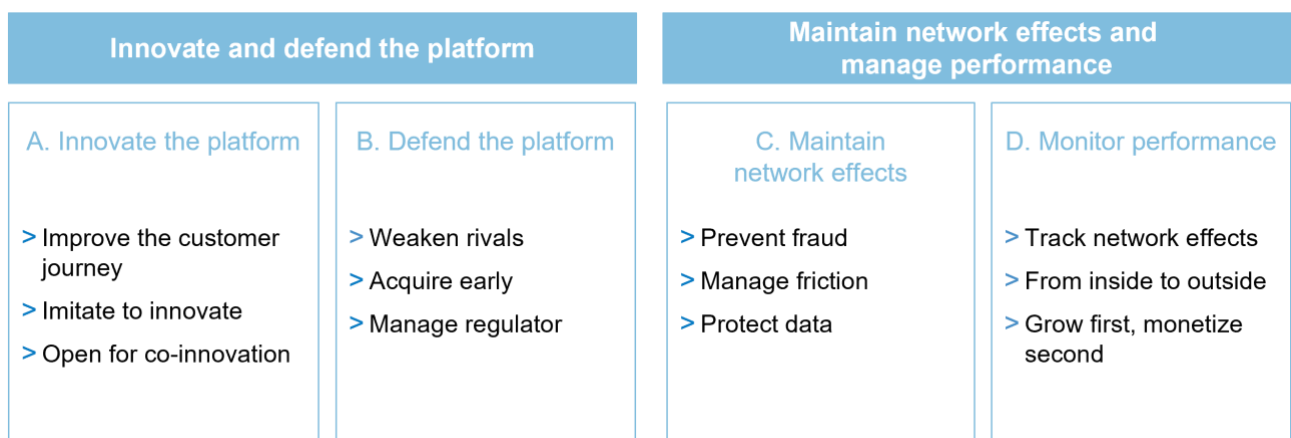 Innovate and defend the platform
Maintain network effects and
manage performance
A. Innovate the platform
> Improve the customer
journey
> Imitate to innovate
> Open for co-innovation
B. Defend the platform
> Weaken rivals
> Acquire early
> Manage regulator
C. Maintain
network effects
> Prevent fraud
> Manage friction
> Protect data
D. Monitor performance
> Track network effects
> From inside to outside
> Grow first, monetize
second